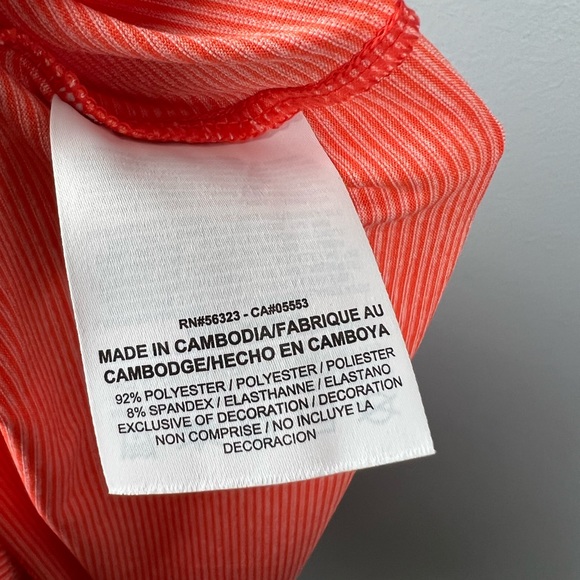 RN#56323 - CA#05553
MADE IN CAMBODIA/FABRIQUE AU
CAMBODGE/HECHO EN CAMBOYA
92% POLYESTER / POLYESTER / POLIESTER
8% SPANDEX / ELASTHANNE / ELASTANO
EXCLUSIVE OF DECORATION / DECORATION
NON COMPRISE / NO INCLUYE LA
DECORACION